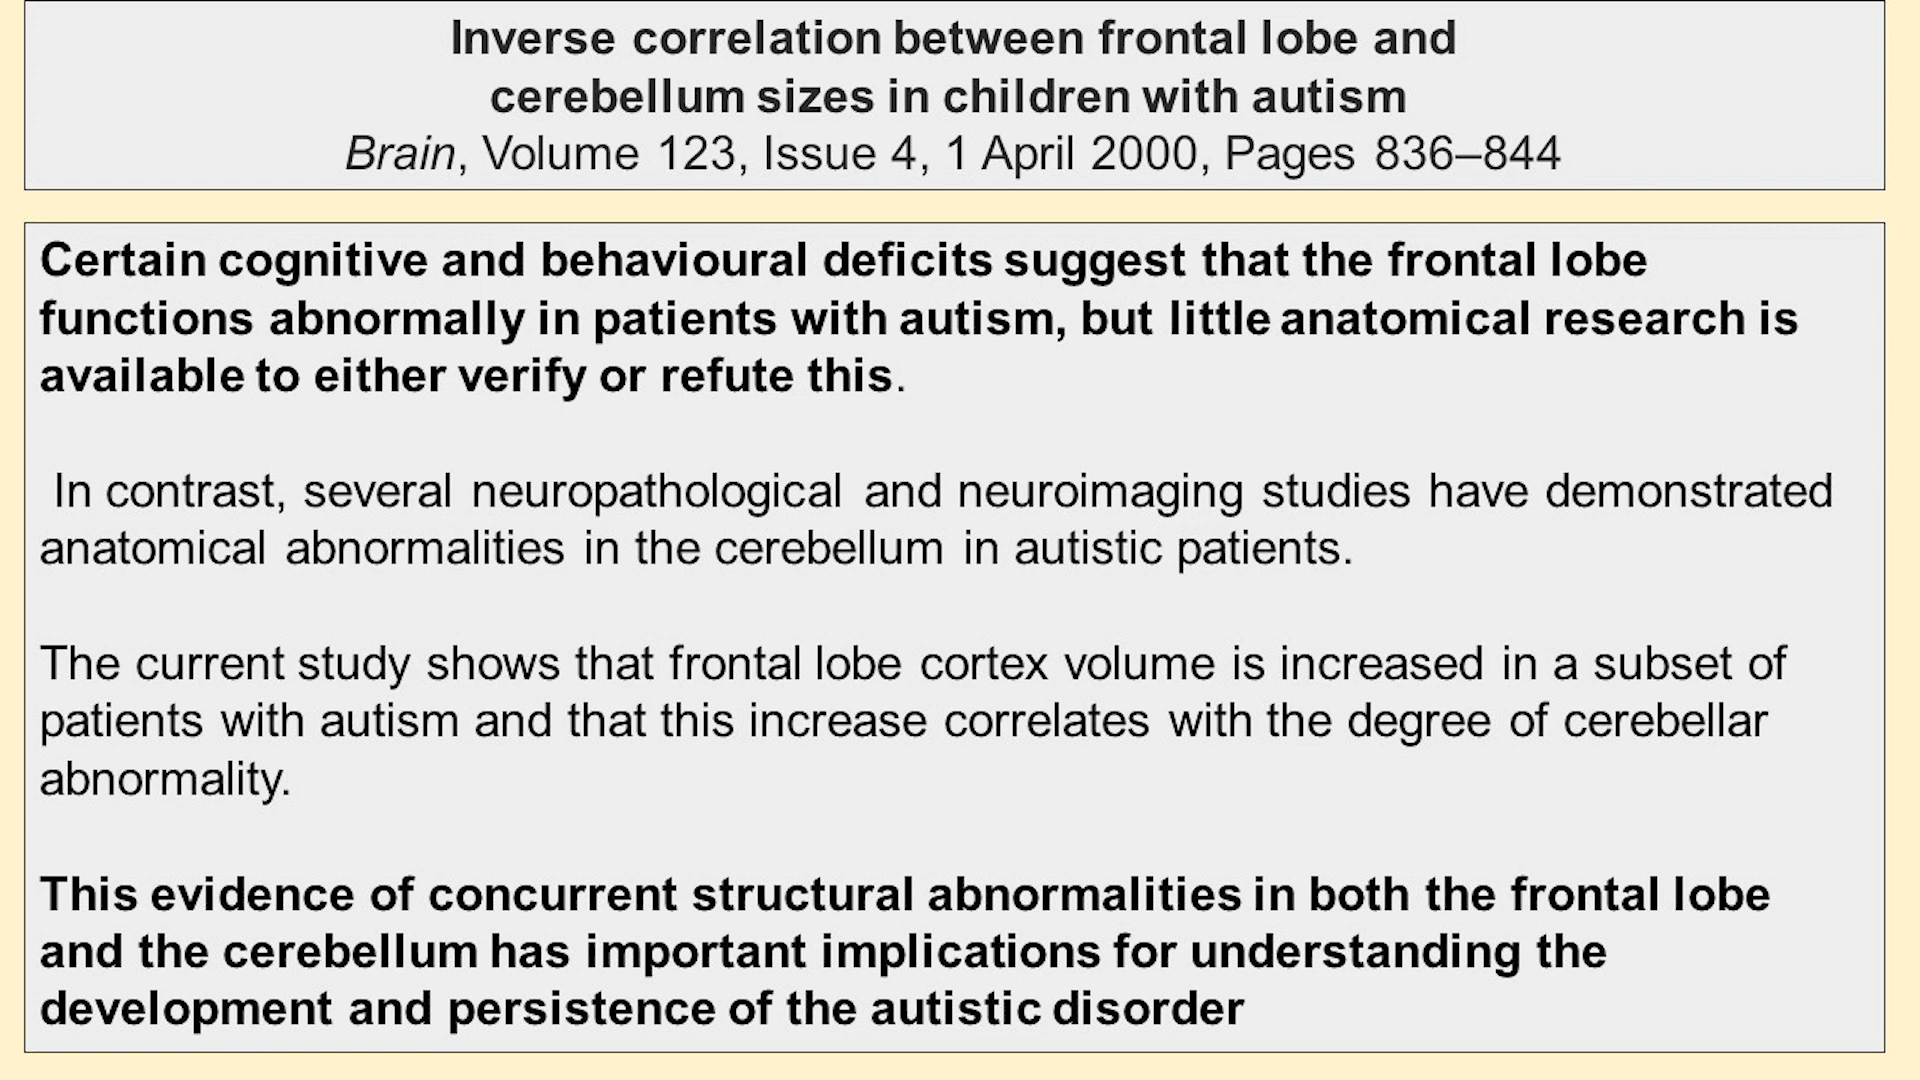 Inverse correlation between frontal lobe and
cerebellum sizes in children with autism
Brain, Volume 123, Issue 4, 1 April 2000, Pages 836–844
Certain cognitive and behavioural deficits suggest that the frontal lobe
functions abnormally in patients with autism, but little anatomical research is
available to either verify or refute this.
In contrast, several neuropathological and neuroimaging studies have demonstrated
anatomical abnormalities in the cerebellum in autistic patients.
The current study shows that frontal lobe cortex volume is increased in a subset of
patients with autism and that this increase correlates with the degree of cerebellar
abnormality.
This evidence of concurrent structural abnormalities in both the frontal lobe
and the cerebellum has important implications for understanding the
development and persistence of the autistic disorder